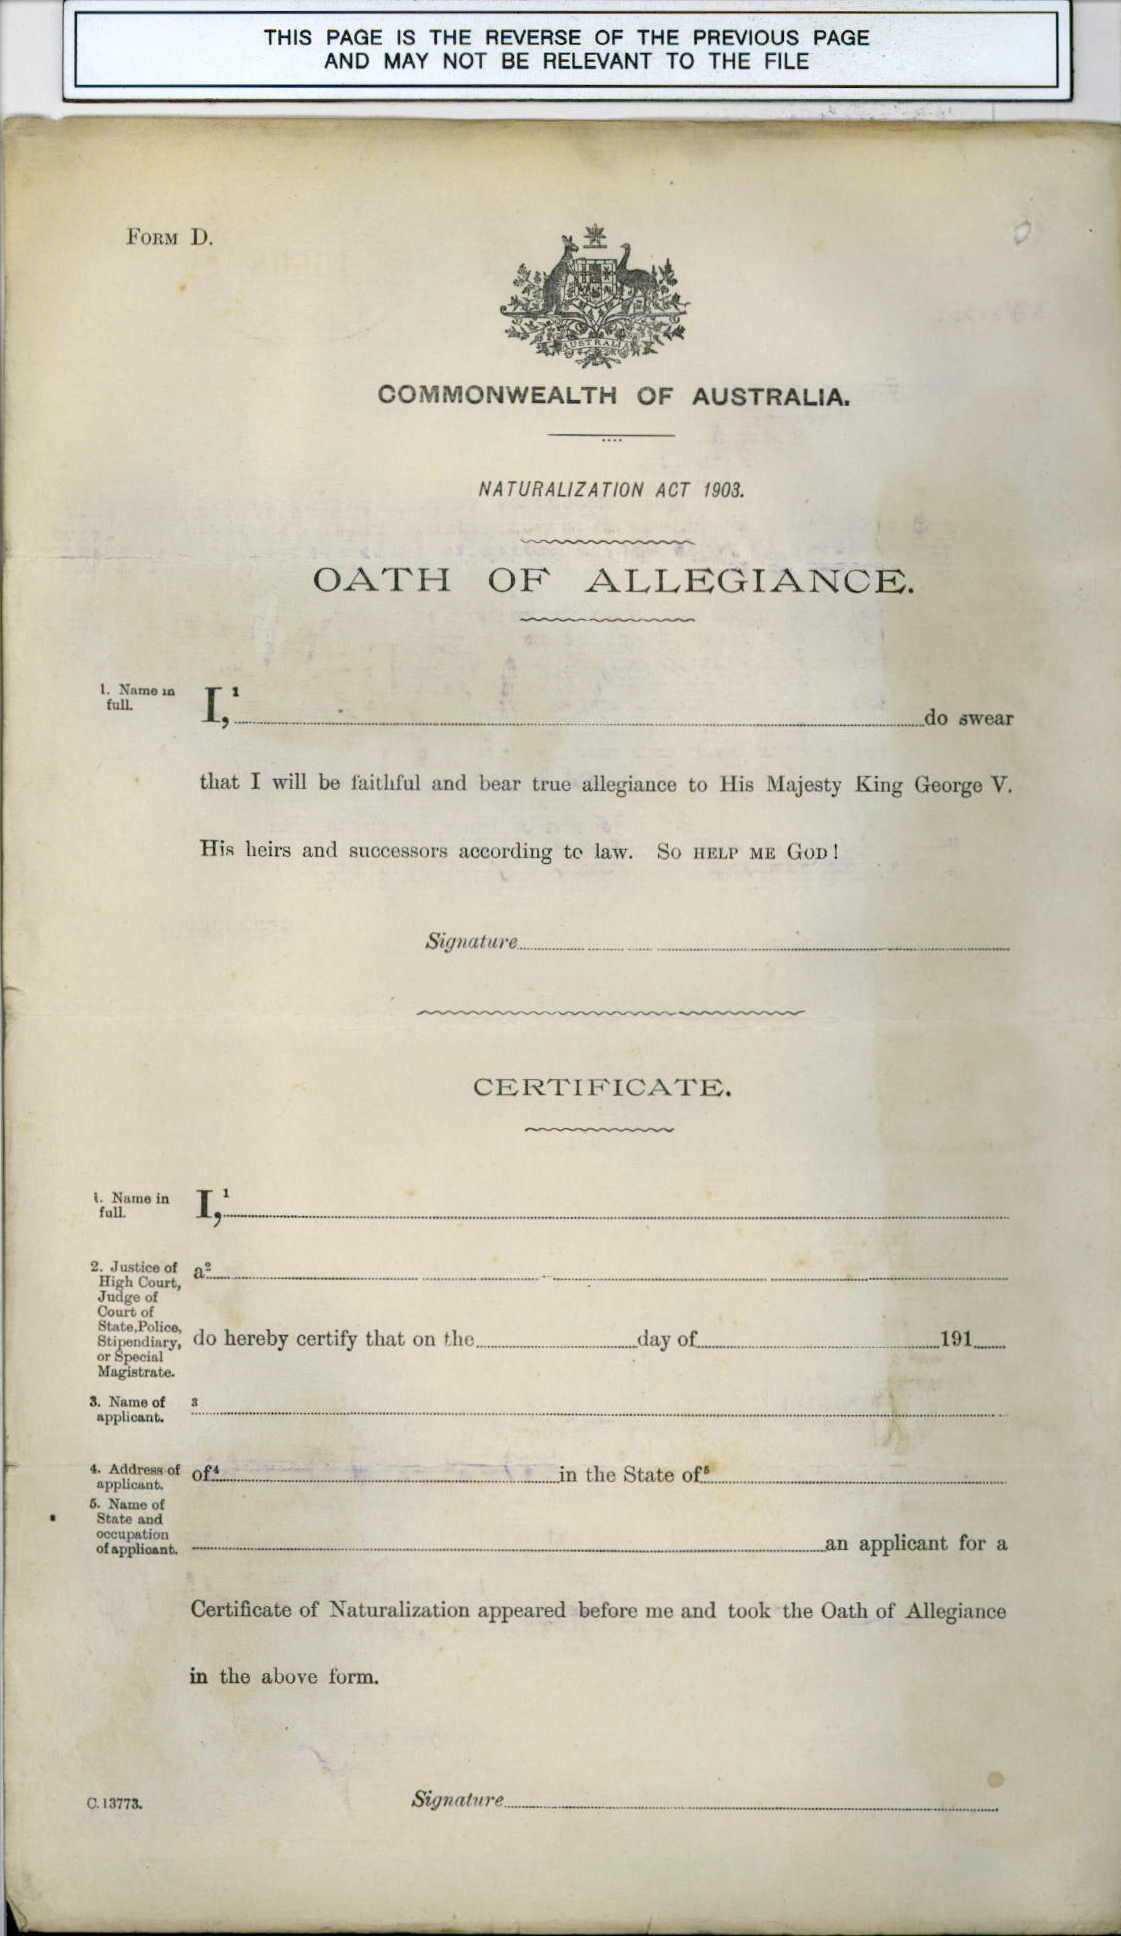 THIS PAGE IS THE REVERSE OF THE PREVIOUS PAGE
AND MAY NOT BE RELEVANT TO THE FILE
FORM D.
AUSTRALIA
COMMONWEALTH OF AUSTRALIA.
NATURALIZATION ACT 1903.
OATH OF ALLEGIANCE.
1. Name in
full.
I,¹ do swear
that I will be faithful and bear true allegiance to His Majesty King George V.
His heirs and successors according to law. SO HELP ME GOD!
Signature
CERTIFICATE.
1. Name in
full.
I,¹
2. Justice of
High Court,
Judge of
Court of
State, Police,
Stipendiary,
or Special
Magistrate.
a²
do hereby certify that on the day of 191
3. Name of
applicant.
3
4. Address of
applicant.
of⁴ in the State of⁵
5. Name of
State and
occupation
of applicant.
an applicant for a
Certificate of Naturalization appeared before me and took the Oath of Allegiance
in the above form.
C.13773.
Signature